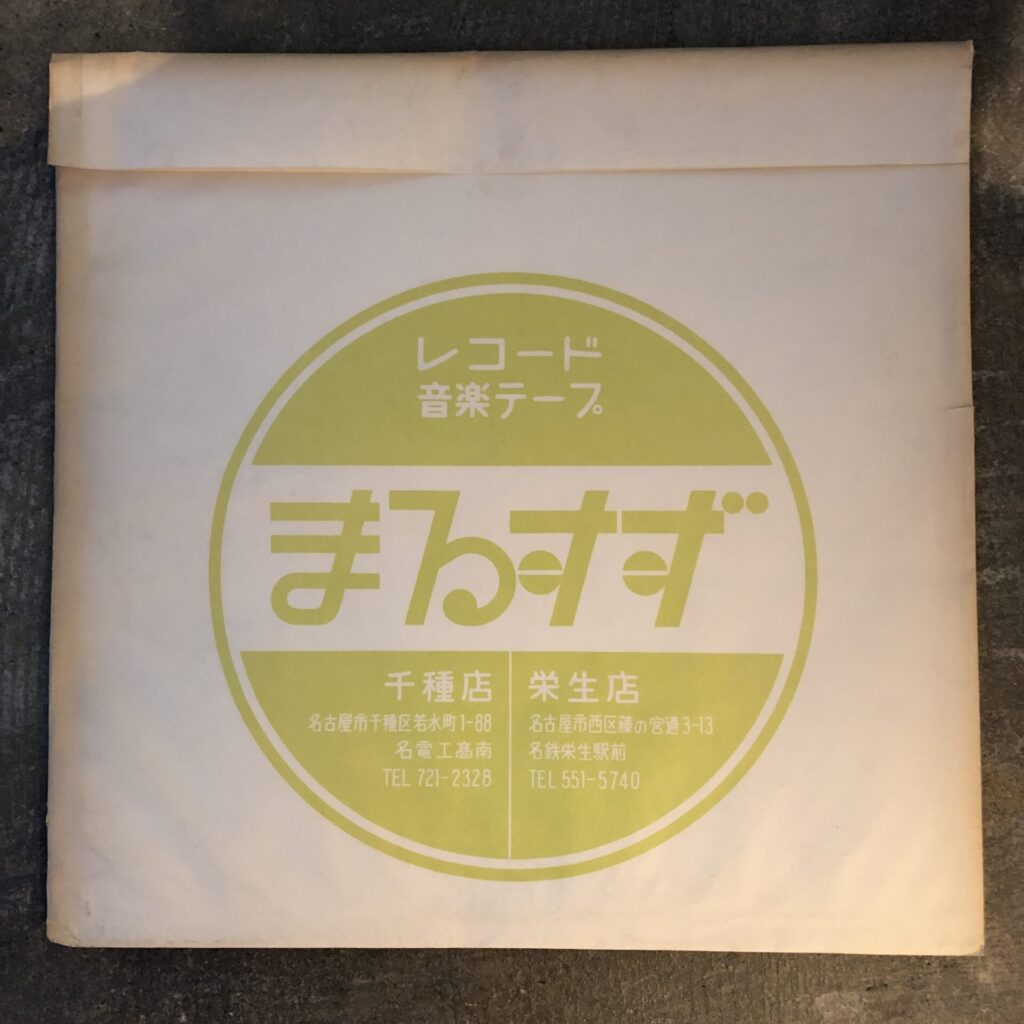 レコード
音楽テープ
まるすず
千種店
名古屋市千種区若水町1-88
名電工髙南
TEL 721-2328
栄生店
名古屋市西区藤の宮通3-13
名鉄栄生駅前
TEL 551-5740